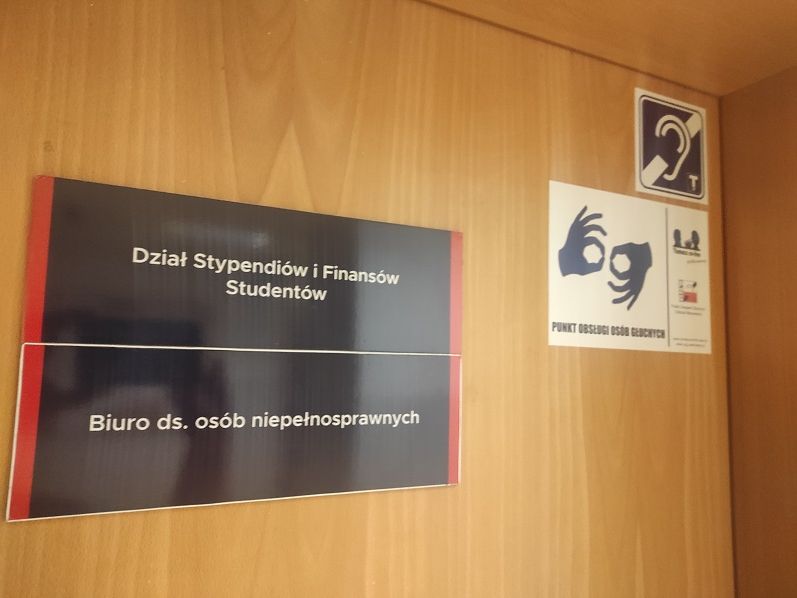 Dział Stypendiów i Finansów
Studentów
Biuro ds. osób niepełnosprawnych
T
PUNKT OBSŁUGI OSÓB GŁUCHYCH